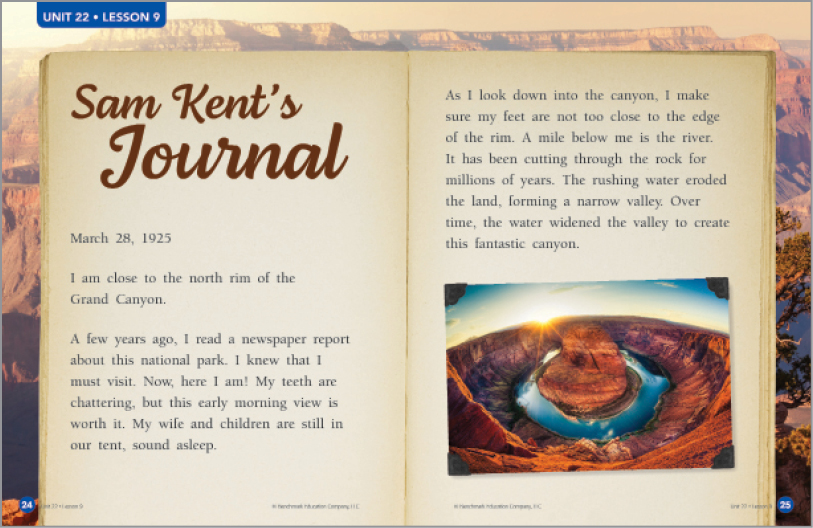 UNIT 22 • LESSON 9
Sam Kent's
Journal
March 28, 1925
I am close to the north rim of the
Grand Canyon.
A few years ago, I read a newspaper report
about this national park. I knew that I
must visit. Now, here I am! My teeth are
chattering, but this early morning view is
worth it. My wife and children are still in
our tent, sound asleep.
24
Unit 22 • Lesson 9
© Benchmark Education Company, LLC
As I look down into the canyon, I make
sure my feet are not too close to the edge
of the rim. A mile below me is the river.
It has been cutting through the rock for
millions of years. The rushing water eroded
the land, forming a narrow valley. Over
time, the water widened the valley to create
this fantastic canyon.
© Benchmark Education Company, LLC
Unit 22 • Lesson 9
25